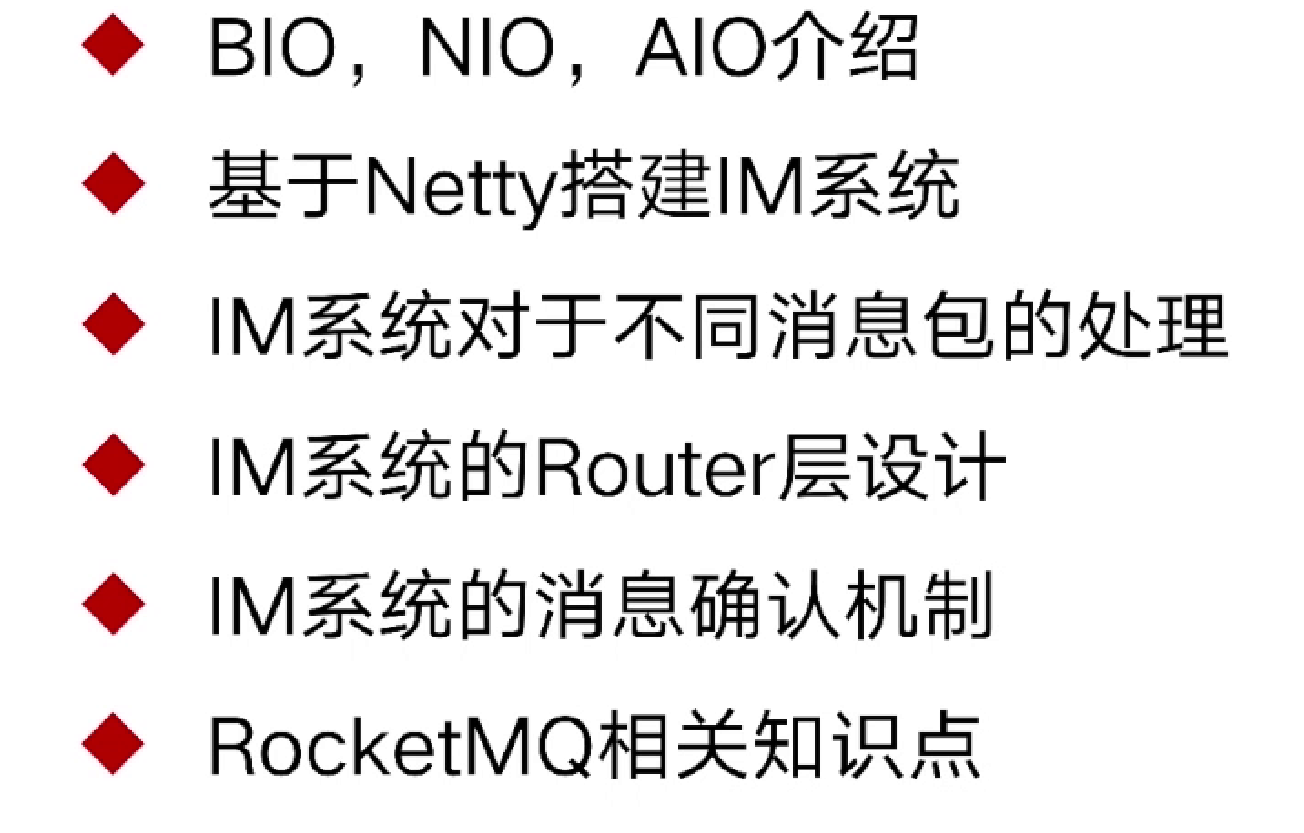 BIO，NIO，AIO介绍
基于Netty搭建IM系统
IM系统对于不同消息包的处理
IM系统的Router层设计
IM系统的消息确认机制
RocketMQ相关知识点